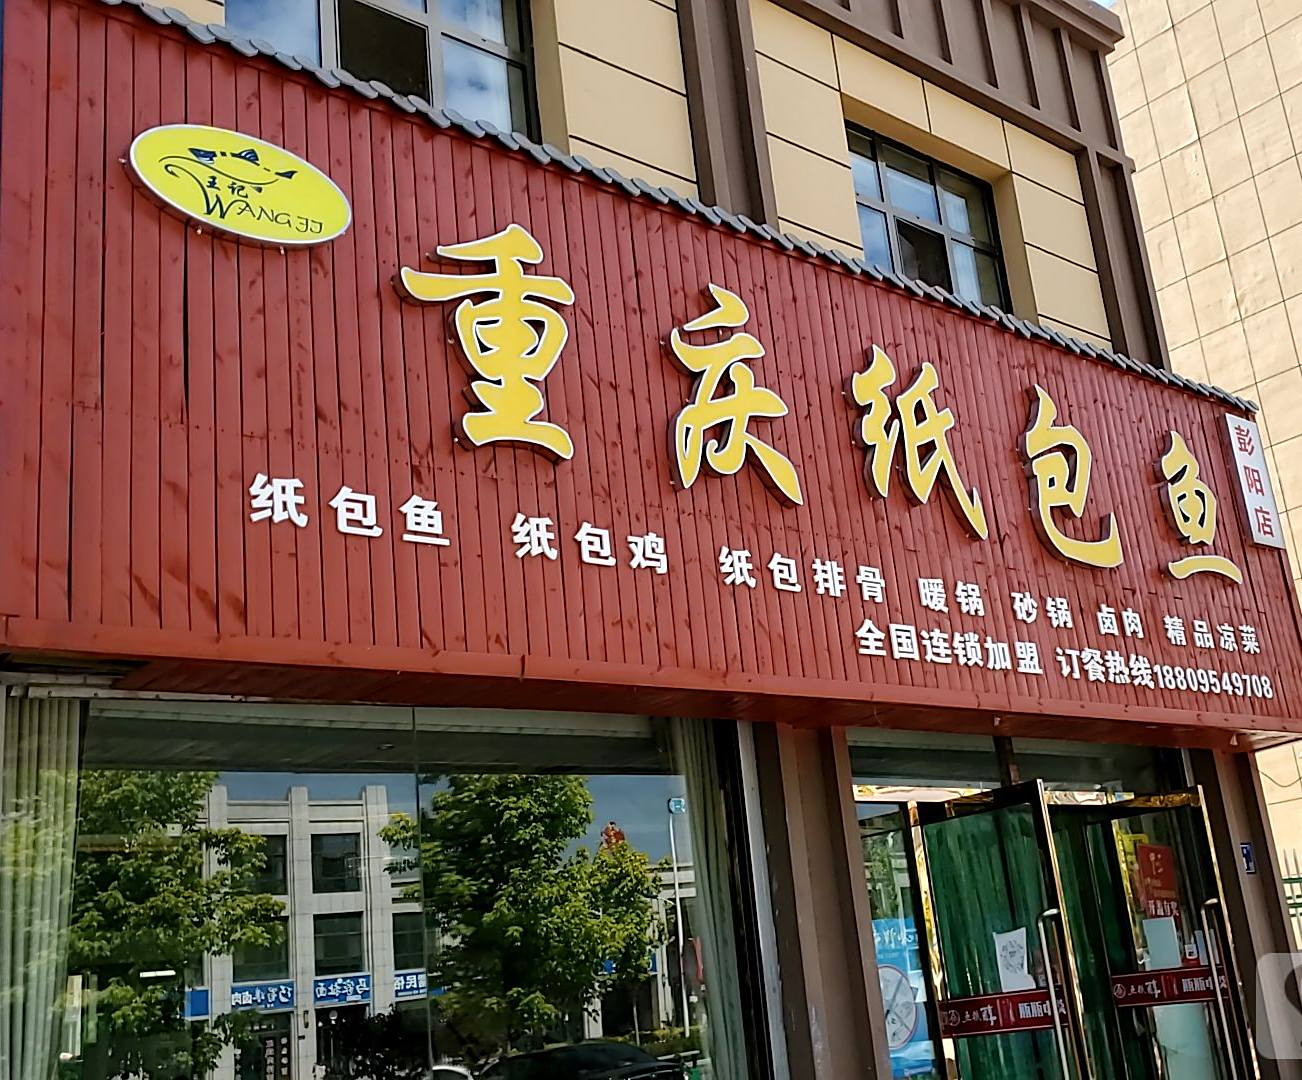 王记
WANGJI
重庆纸包鱼
彭阳店
纸包鱼 纸包鸡 纸包排骨 暖锅 砂锅 卤肉 精品凉菜
全国连锁加盟 订餐热线18809549708